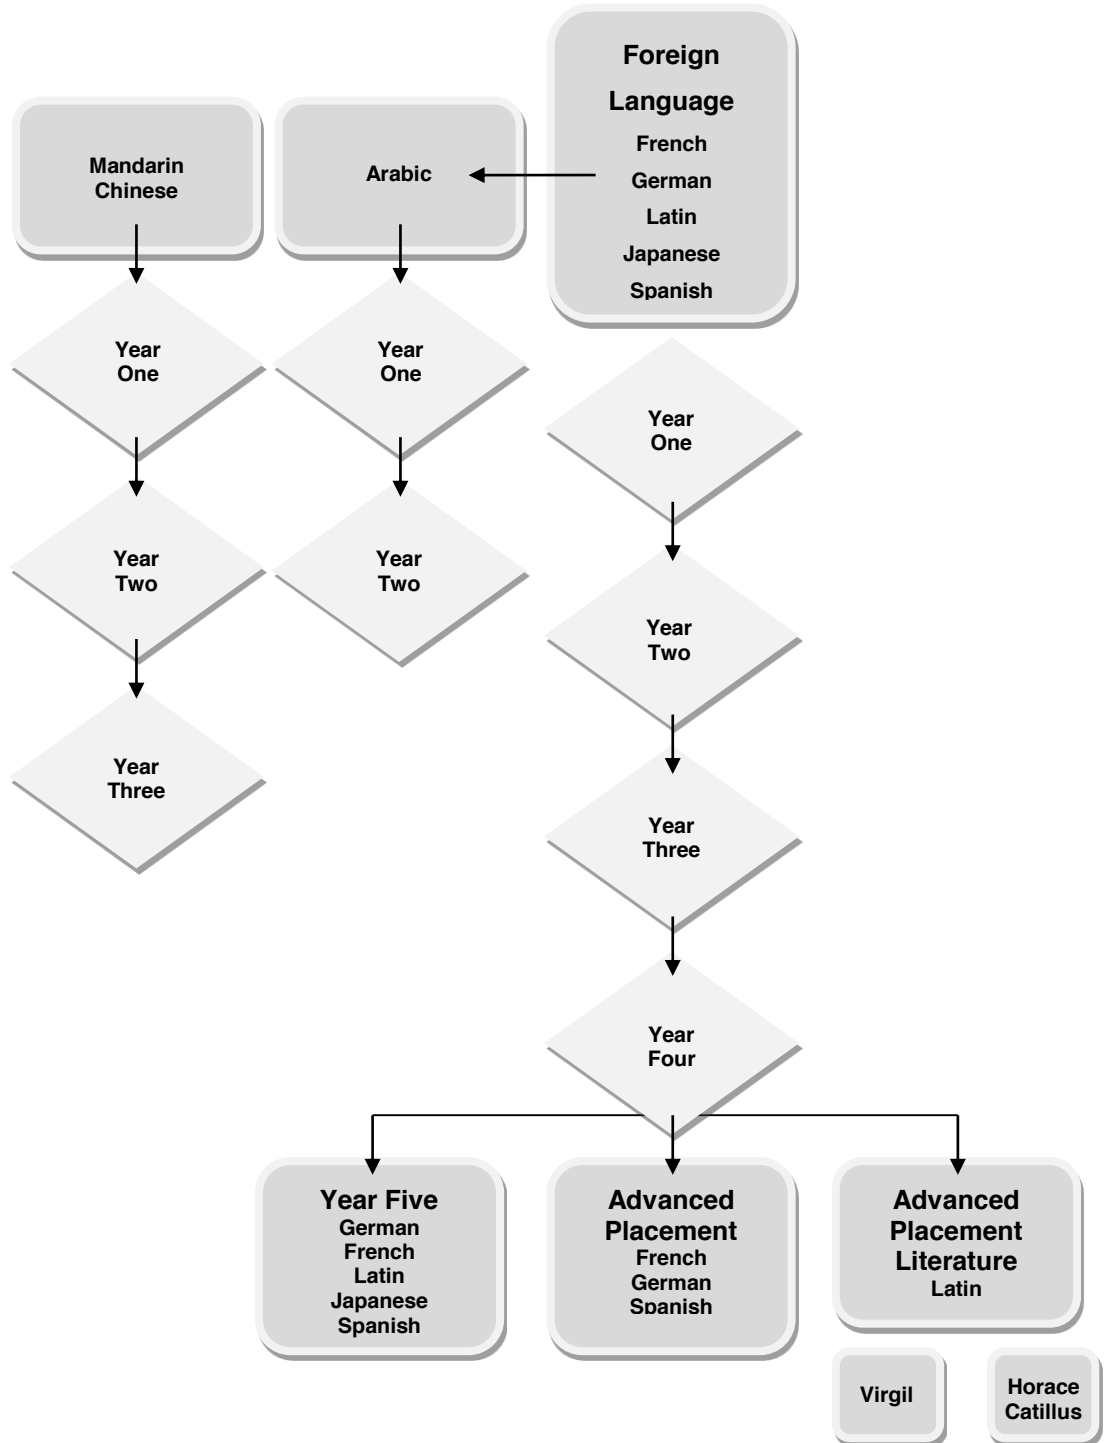 Foreign
Language
French
German
Latin
Japanese
Spanish
Mandarin
Chinese
Arabic
Year
One
Year
One
Year
One
Year
Two
Year
Two
Year
Two
Year
Three
Year
Three
Year
Four
Year Five
German
French
Latin
Japanese
Spanish
Advanced
Placement
French
German
Spanish
Advanced
Placement
Literature
Latin
Virgil
Horace
Catillus